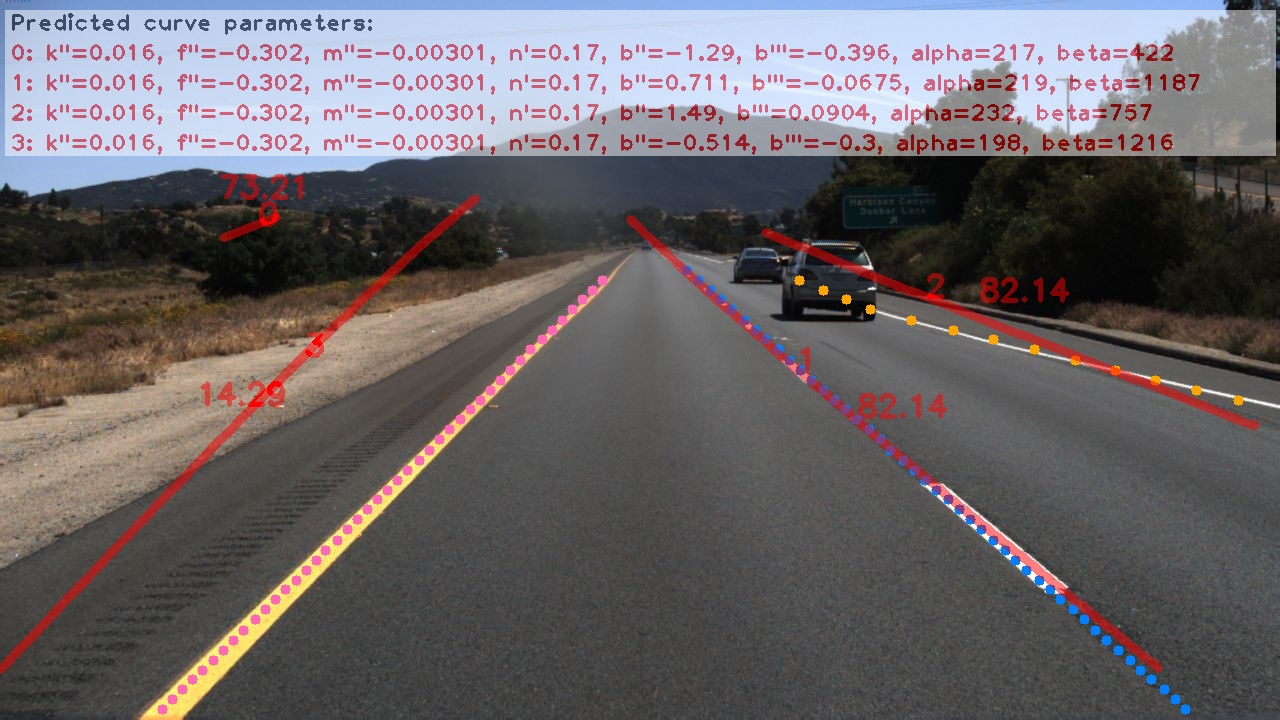 Predicted curve parameters:
0: k"=0.016, f"=-0.302, m"=-0.00301, n'=0.17, b"=-1.29, b"'=-0.396, alpha=217, beta=422
1: k"=0.016, f"=-0.302, m"=-0.00301, n'=0.17, b"=0.711, b"'=-0.0675, alpha=219, beta=1187
2: k"=0.016, f"=-0.302, m"=-0.00301, n'=0.17, b"=1.49, b"'=0.0904, alpha=232, beta=757
3: k"=0.016, f"=-0.302, m"=-0.00301, n'=0.17, b"=-0.514, b"'=-0.3, alpha=198, beta=1216
73.21
0
Harbison Canyon
Dunbar Lane
2 82.14
3
1
14.29
82.14